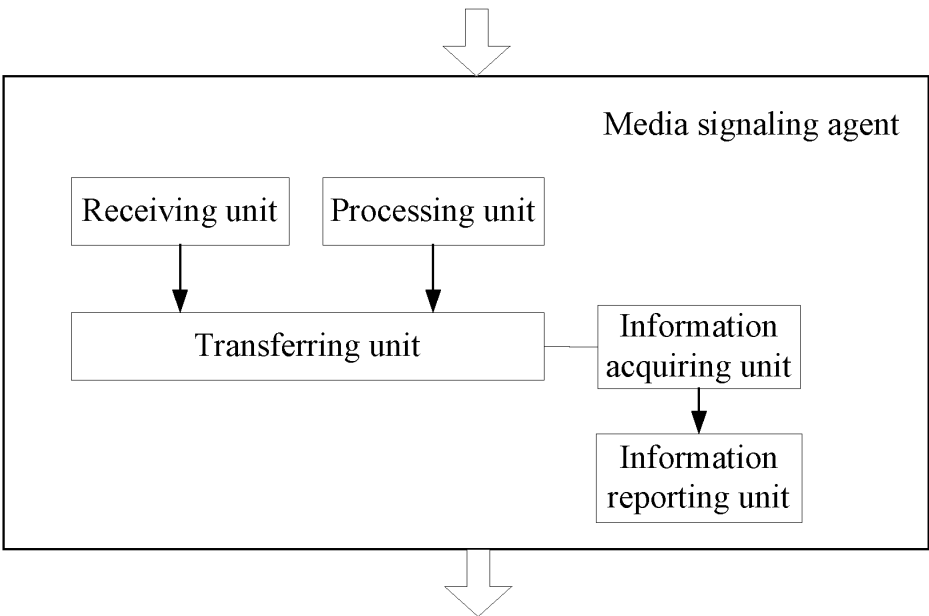 Media signaling agent
Receiving unit
Processing unit
Transferring unit
Information
acquiring unit
Information
reporting unit